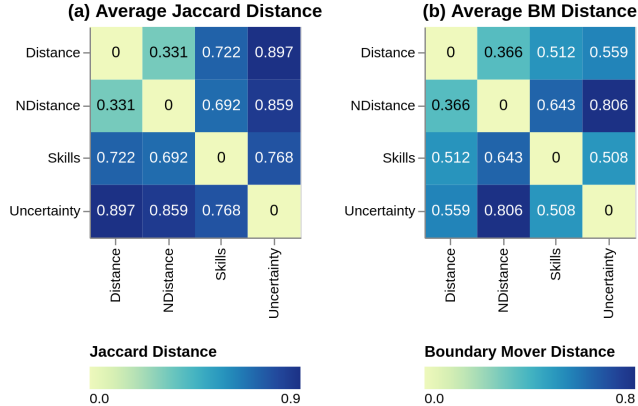 (a) Average Jaccard Distance
Distance 0 0.331 0.722 0.897
NDistance 0.331 0 0.692 0.859
Skills 0.722 0.692 0 0.768
Uncertainty 0.897 0.859 0.768 0
Distance NDistance Skills Uncertainty
Jaccard Distance
0.0 0.9
(b) Average BM Distance
Distance 0 0.366 0.512 0.559
NDistance 0.366 0 0.643 0.806
Skills 0.512 0.643 0 0.508
Uncertainty 0.559 0.806 0.508 0
Distance NDistance Skills Uncertainty
Boundary Mover Distance
0.0 0.8